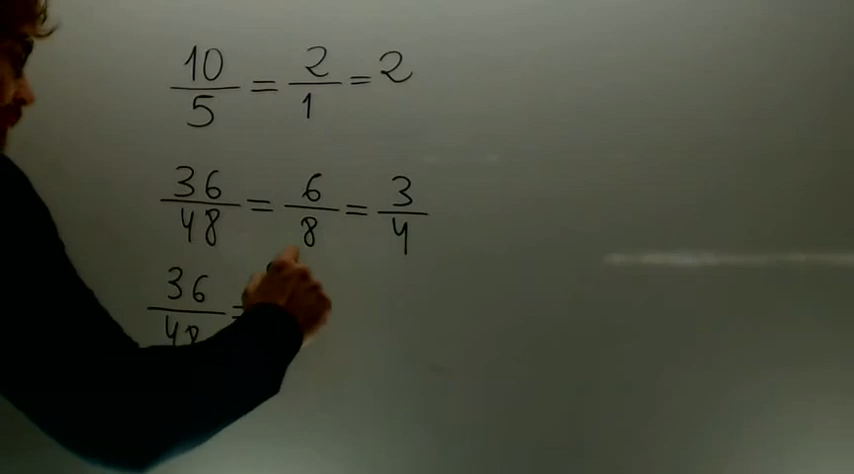 10/5 = 2/1 = 2
36/48 = 6/8 = 3/4
36/48 =